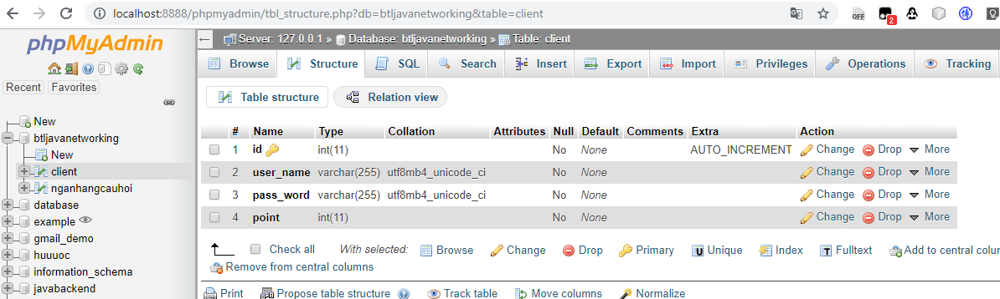 localhost:8888/phpmyadmin/tbl_structure.php?db=btljavanetworking&table=client
OFF
2
phpMyAdmin
Recent Favorites
New
btljavanetworking
New
client
nganhangcauhoi
database
example
gmail_demo
huuuoc
information_schema
javabackend
Server: 127.0.0.1 » Database: btljavanetworking » Table: client
Browse Structure SQL Search Insert Export Import Privileges Operations Tracking
Table structure Relation view
# Name Type Collation Attributes Null Default Comments Extra Action
1 id int(11) No None AUTO_INCREMENT Change Drop More
2 user_name varchar(255) utf8mb4_unicode_ci No None Change Drop More
3 pass_word varchar(255) utf8mb4_unicode_ci No None Change Drop More
4 point int(11) No None Change Drop More
Check all With selected: Browse Change Drop Primary Unique Index Fulltext Add to central colun
Remove from central columns
Print Propose table structure Track table Move columns Normalize